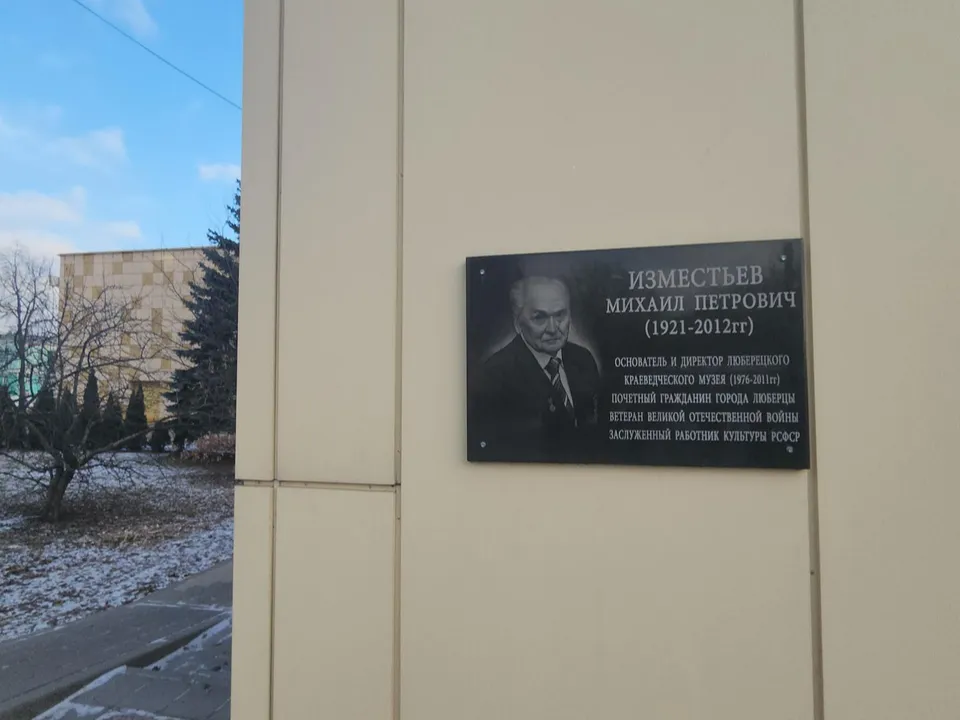 ИЗМЕСТЬЕВ
МИХАИЛ ПЕТРОВИЧ
(1921-2012гг)
ОСНОВАТЕЛЬ И ДИРЕКТОР ЛЮБЕРЕЦКОГО
КРАЕВЕДЧЕСКОГО МУЗЕЯ (1976-2011гг)
ПОЧЕТНЫЙ ГРАЖДАНИН ГОРОДА ЛЮБЕРЦЫ
ВЕТЕРАН ВЕЛИКОЙ ОТЕЧЕСТВЕННОЙ ВОЙНЫ
ЗАСЛУЖЕННЫЙ РАБОТНИК КУЛЬТУРЫ РСФСР